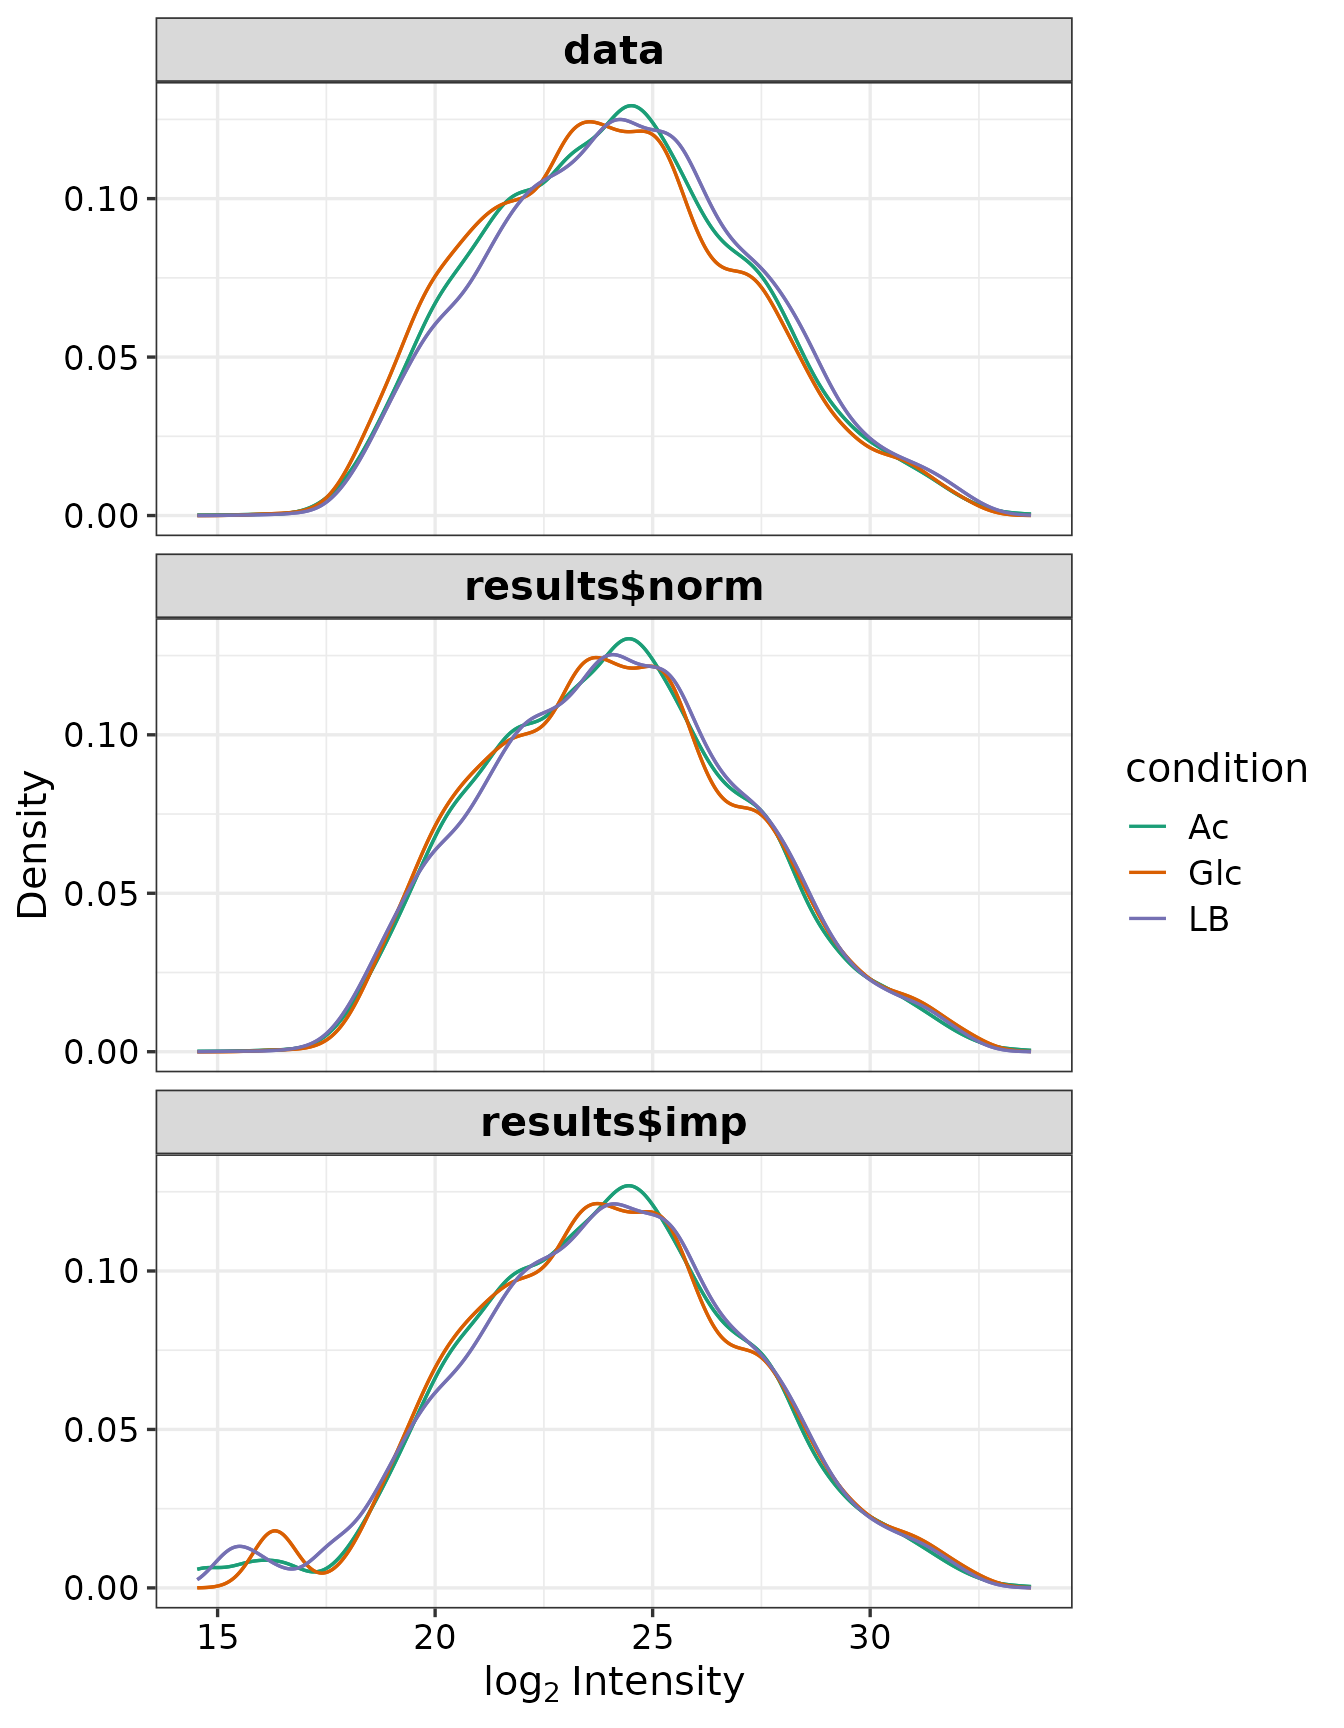 data
0.10
0.05
0.00
results$norm
0.10
0.05
0.00
results$imp
0.10
0.05
0.00
15 20 25 30
log2 Intensity
Density
condition
Ac
Glc
LB